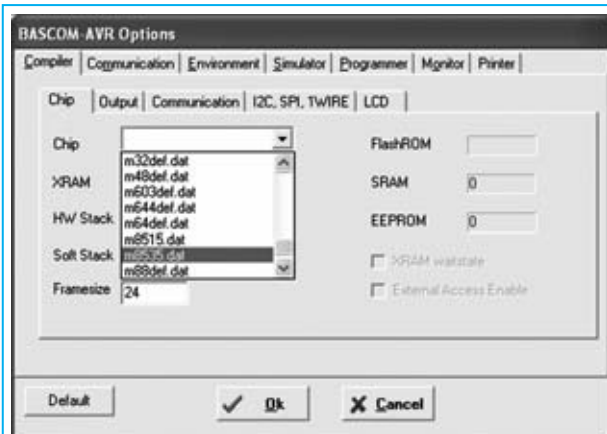 BASCOM-AVR Options
Compiler Communication Environment Simulator Programmer Monitor Printer
Chip Output Communication I2C, SPI, 1WIRE LCD
Chip
FlashROM
m32def.dat
m48def.dat
XRAM
m603def.dat
SRAM 0
m644def.dat
HW Stack
m64def.dat
EEPROM 0
m8515.dat
Soft Stack
m8535.dat
XRAM waitstate
m88def.dat
Framesize 24
External Access Enable
Default Ok Cancel